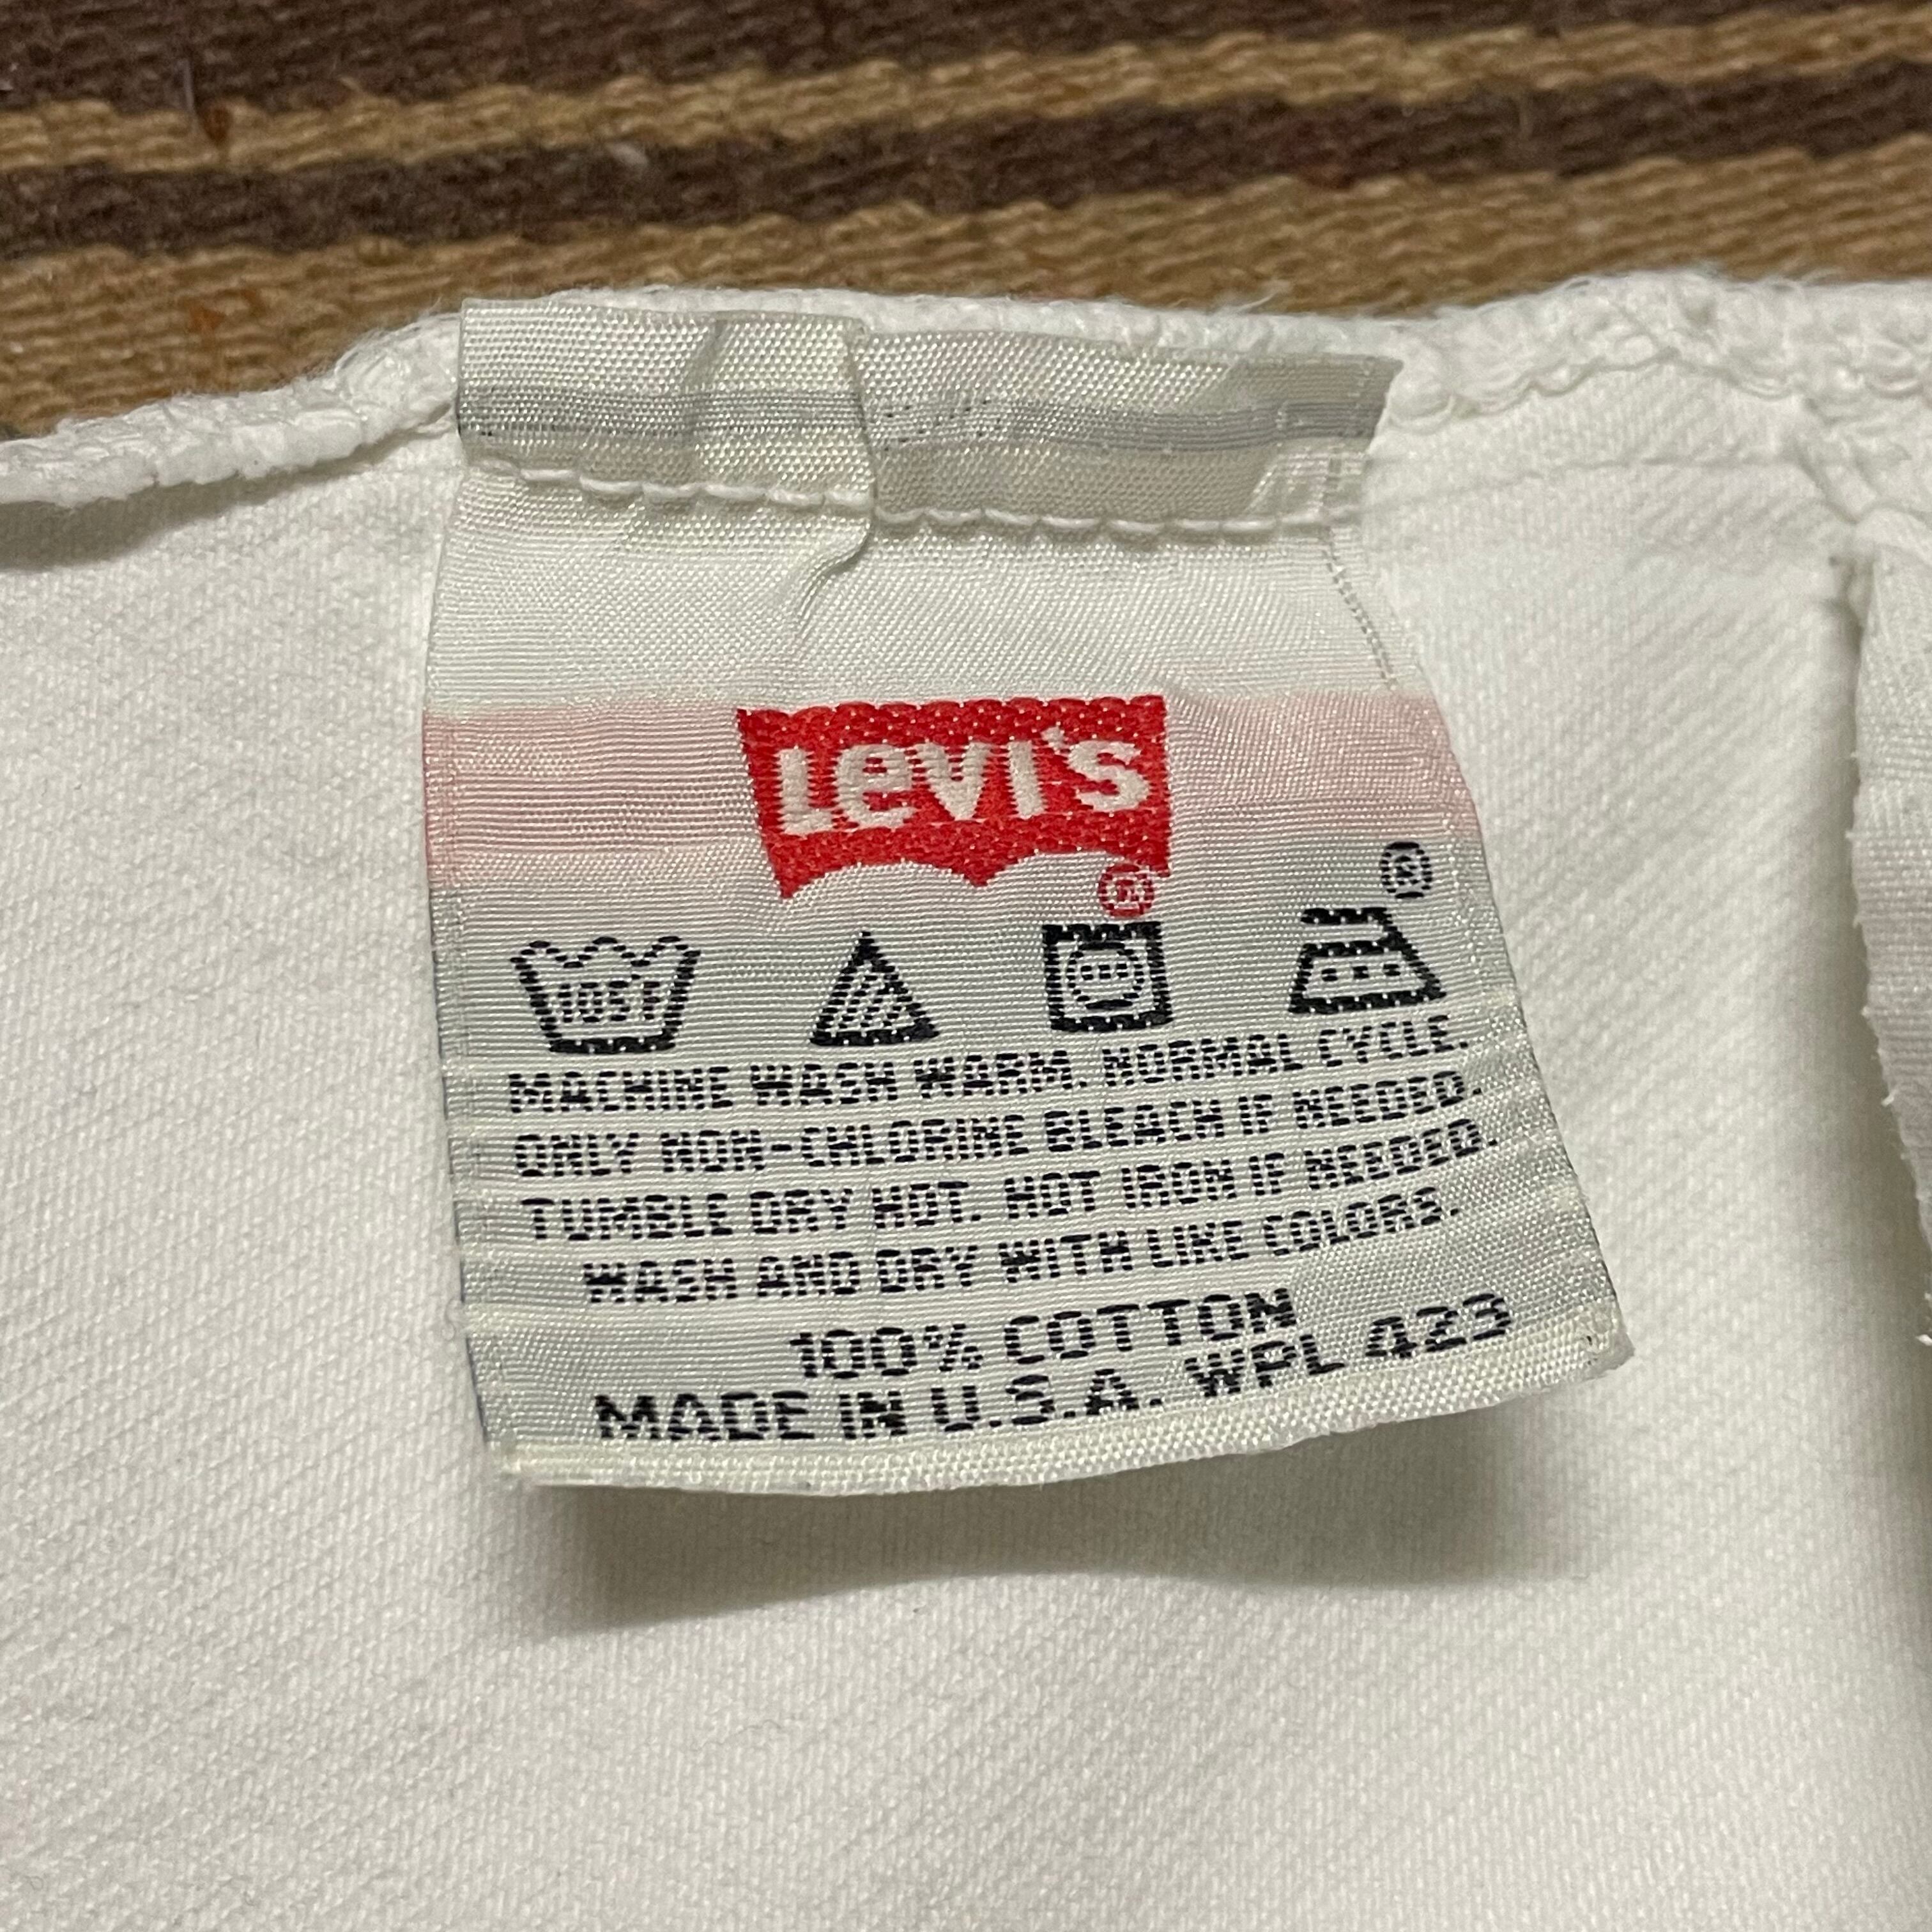 Levi's
®
®
105F
MACHINE WASH WARM. NORMAL CYCLE.
ONLY NON-CHLORINE BLEACH IF NEEDED.
TUMBLE DRY HOT. HOT IRON IF NEEDED.
WASH AND DRY WITH LIKE COLORS.
100% COTTON
MADE IN U.S.A. WPL 423